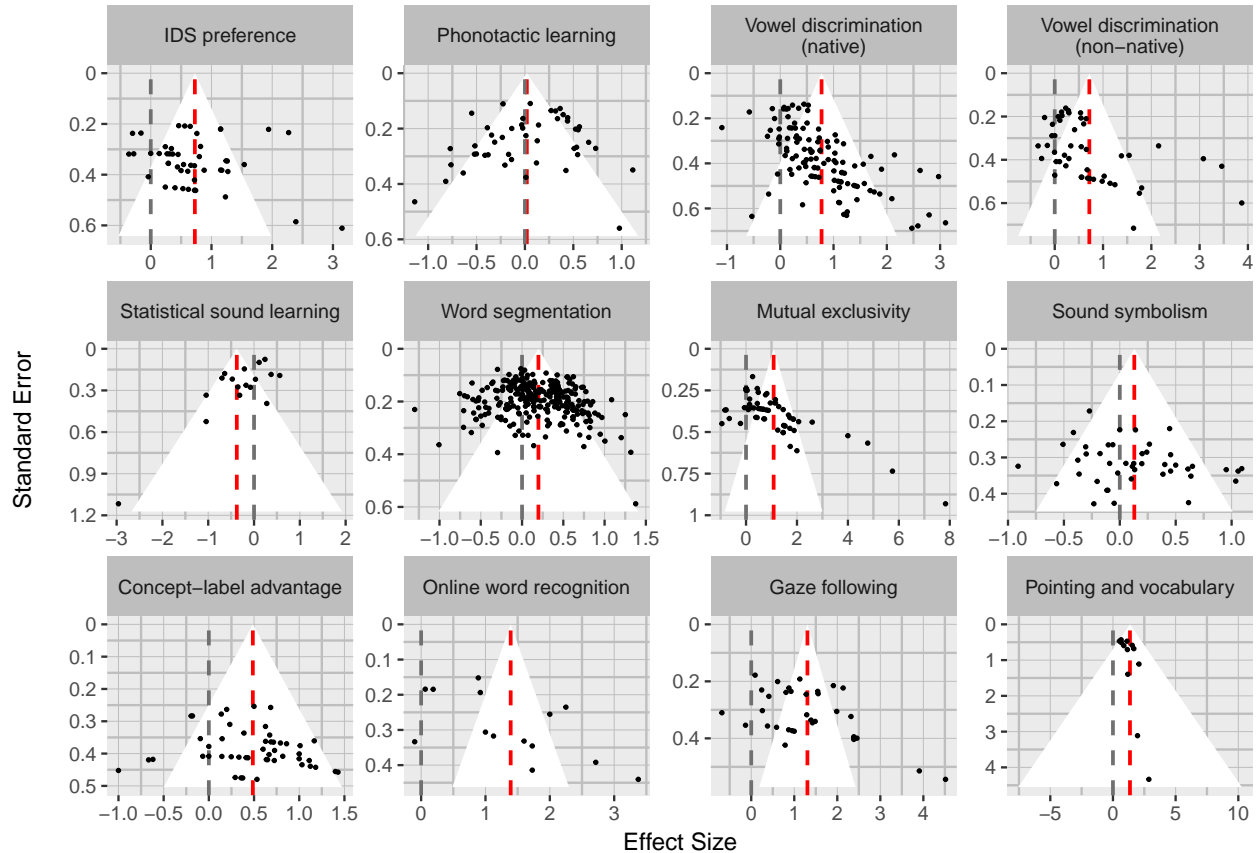 IDS preference
Phonotactic learning
Vowel discrimination
(native)
Vowel discrimination
(non−native)
0
0.2
0.4
0.6
0 1 2 3
0
0.2
0.4
0.6
−1.0 −0.5 0.0 0.5 1.0
0
0.2
0.4
0.6
−1 0 1 2 3
0
0.2
0.4
0.6
0 1 2 3 4
Statistical sound learning
Word segmentation
Mutual exclusivity
Sound symbolism
0
0.3
0.6
0.9
1.2
−3 −2 −1 0 1 2
0
0.2
0.4
0.6
−1.0 −0.5 0.0 0.5 1.0 1.5
0
0.25
0.5
0.75
1
0 2 4 6 8
0
0.1
0.2
0.3
0.4
−1.0 −0.5 0.0 0.5 1.0
Concept−label advantage
Online word recognition
Gaze following
Pointing and vocabulary
0
0.1
0.2
0.3
0.4
0.5
−1.0 −0.5 0.0 0.5 1.0 1.5
0
0.1
0.2
0.3
0.4
0 1 2 3
0
0.2
0.4
0 1 2 3 4
0
1
2
3
4
−5 0 5 10
Standard Error
Effect Size